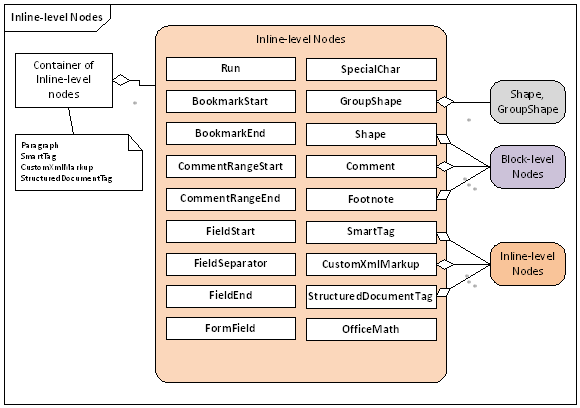 Inline-level Nodes
Container of
Inline-level
nodes
Paragraph
SmartTag
CustomXmlMarkup
StructuredDocumentTag
Inline-level Nodes
Run
BookmarkStart
BookmarkEnd
CommentRangeStart
CommentRangeEnd
FieldStart
FieldSeparator
FieldEnd
FormField
SpecialChar
GroupShape
Shape
Comment
Footnote
SmartTag
CustomXmlMarkup
StructuredDocumentTag
OfficeMath
Shape,
GroupShape
Block-level
Nodes
Inline-level
Nodes